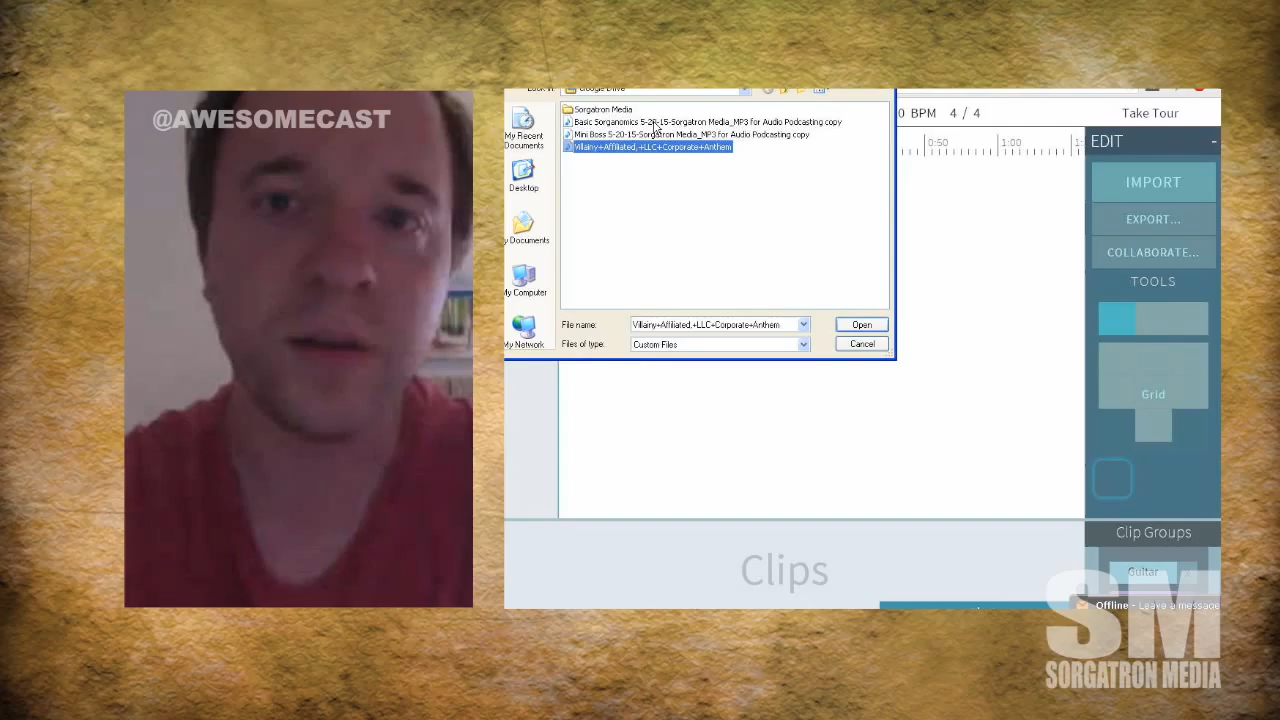 @AWESOMECAST
Google Drive
Sorgatron Media
Basic Sorganomics 5-20-15-Sorgatron Media_MP3 for Audio Podcasting copy
Mini Boss 5-20-15-Sorgatron Media_MP3 for Audio Podcasting copy
Villainy+Affiliated,+LLC+Corporate+Anthem
My Recent
Documents
Desktop
My Documents
My Computer
My Network
File name:
Villainy+Affiliated,+LLC+Corporate+Anthem
Open
Files of type:
Custom Files
Cancel
0 BPM 4 / 4
Take Tour
0:50
1:00
EDIT -
IMPORT
EXPORT...
COLLABORATE...
TOOLS
Grid
Clip Groups
Guitar
Clips
Offline - Leave a message
SM
SORGATRON MEDIA